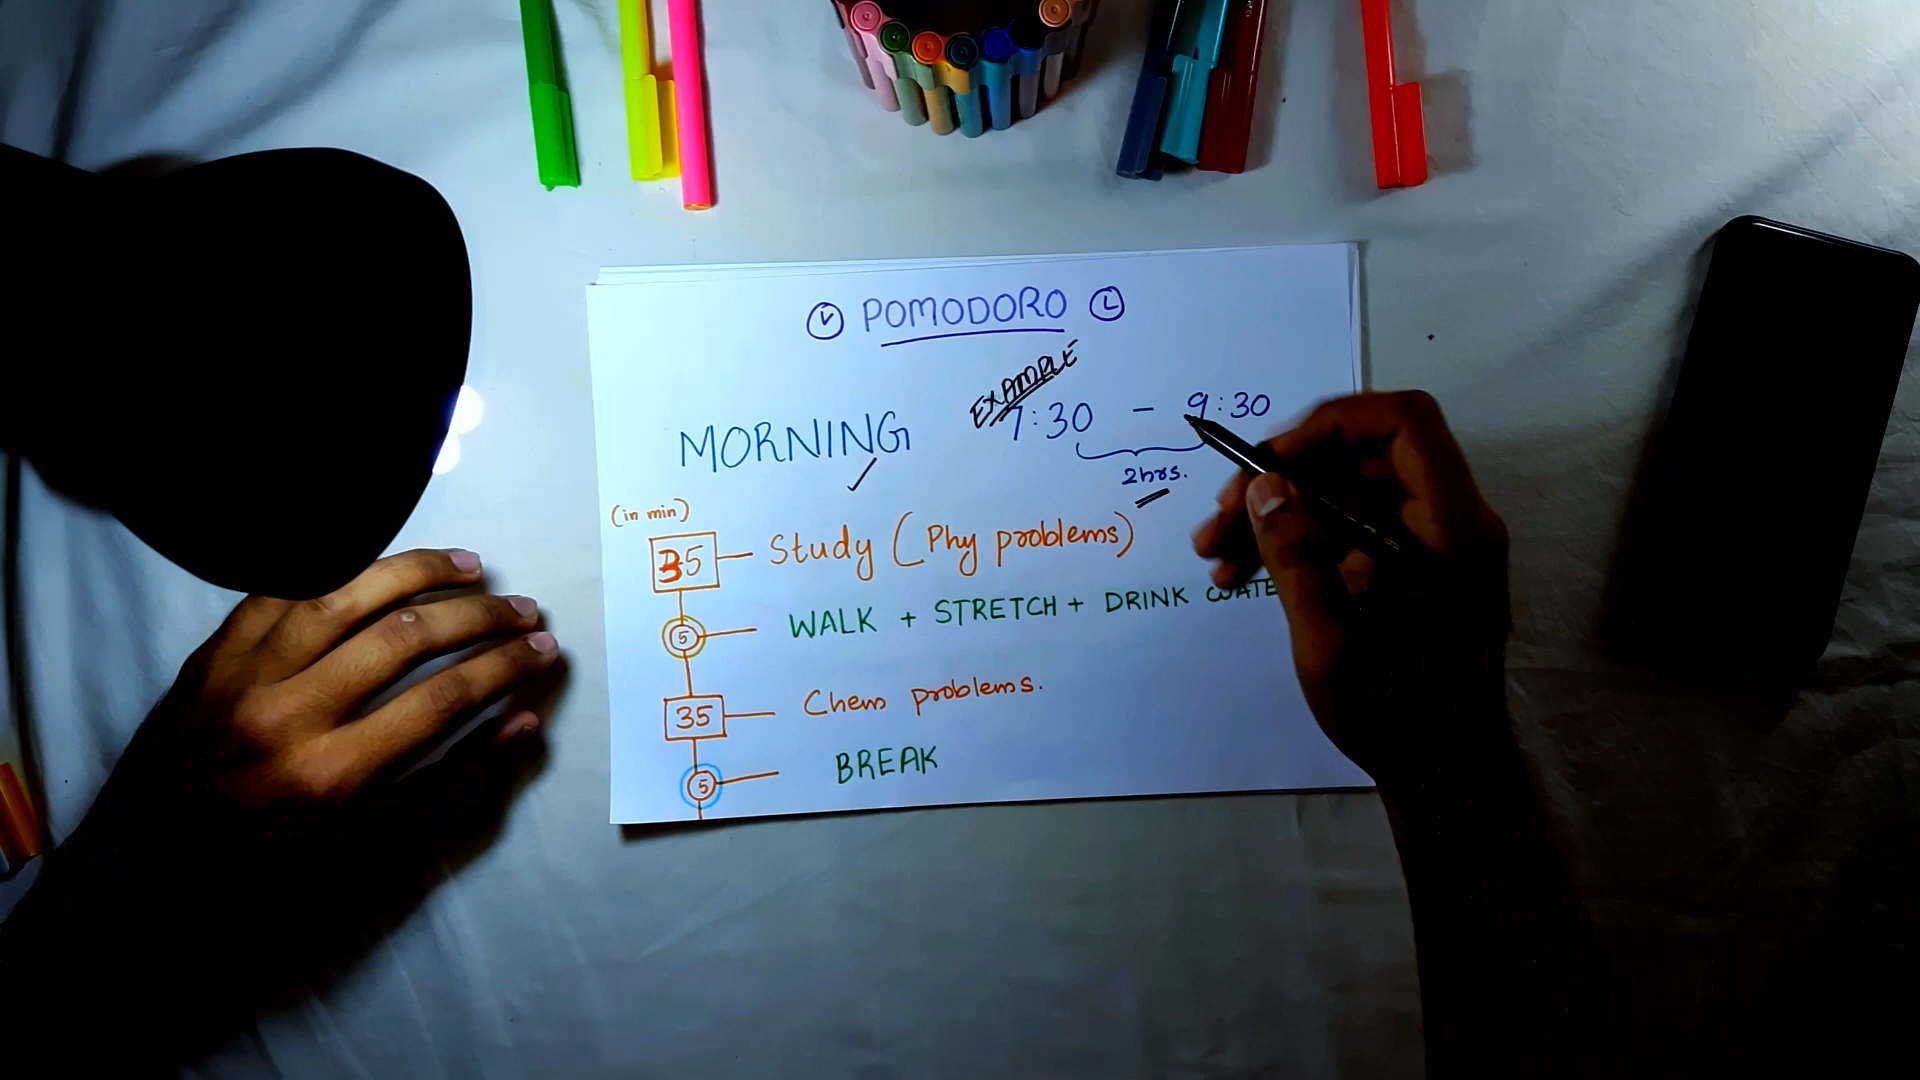 POMODORO
EXAMPLE
MORNING 7:30 - 9:30
2hrs.
(in min)
35 Study (Phy problems)
5 WALK + STRETCH + DRINK WATE
35 Chem problems.
5 BREAK